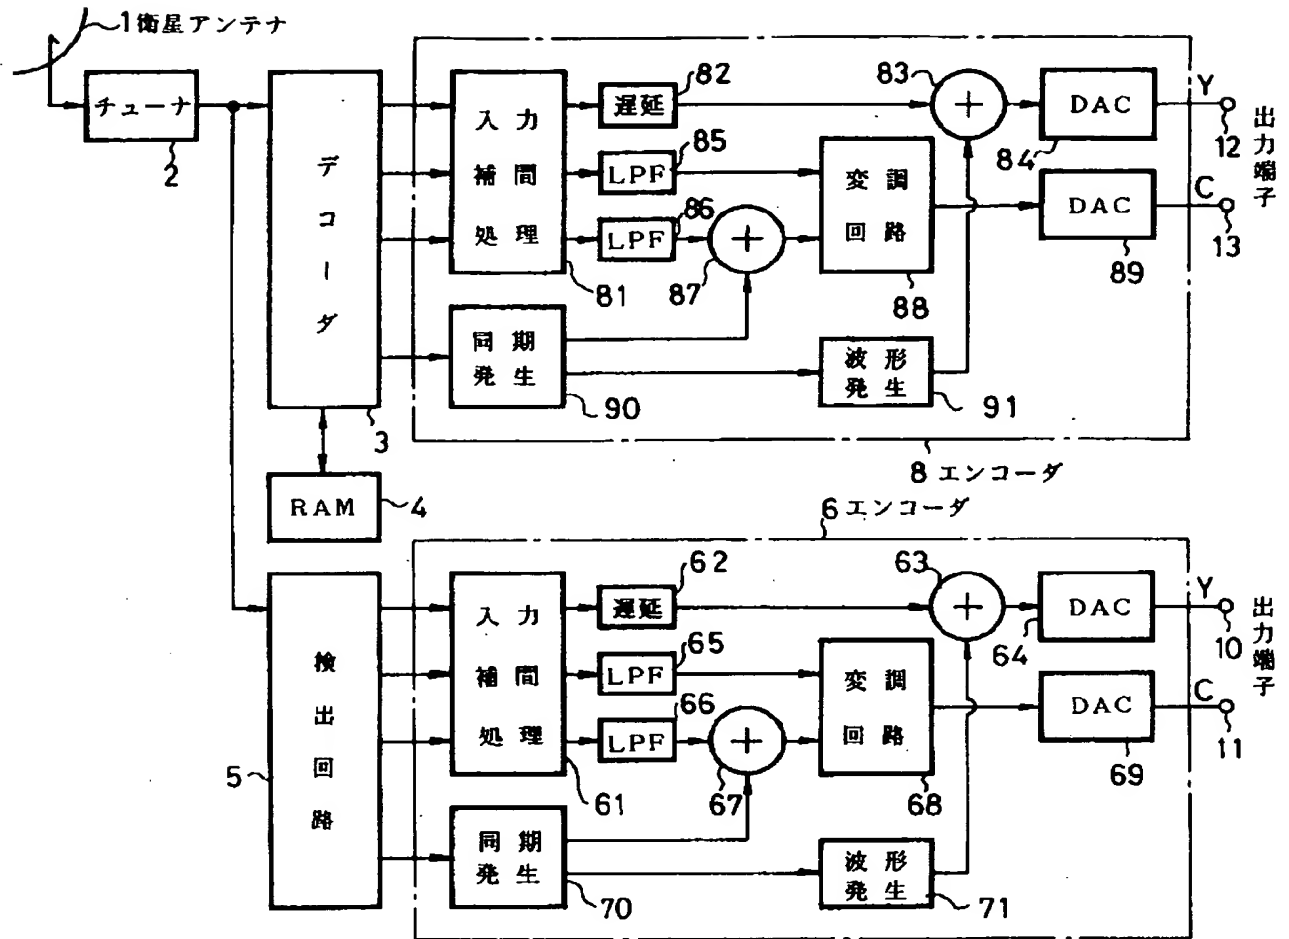 1衛星アンテナ
チューナ
2
デコーダ
3
RAM
4
検出回路
5
入力
補間
処理
81
遅延
82
LPF
85
LPF
86
+
87
変調
回路
88
+
83
DAC
84
Y
12
DAC
89
C
13
出力端子
同期
発生
90
波形
発生
91
8 エンコーダ
6 エンコーダ
入力
補間
処理
61
遅延
62
LPF
65
LPF
66
+
67
変調
回路
68
+
63
DAC
64
Y
10
DAC
69
C
11
出力端子
同期
発生
70
波形
発生
71